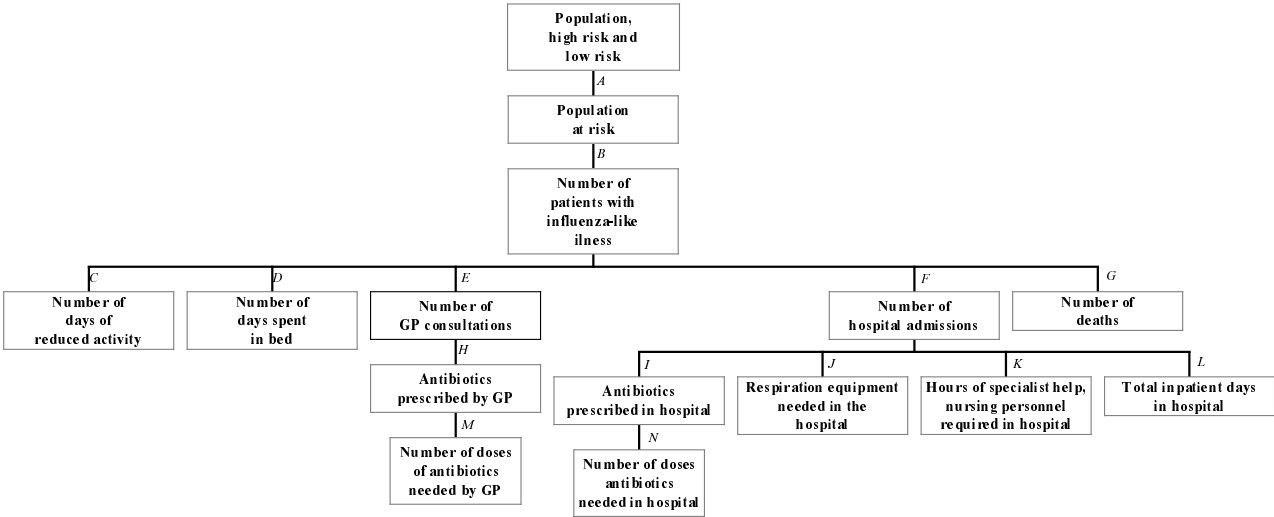 Population,
high risk and
low risk
A
Population
at risk
B
Number of
patients with
influenza-like
ilness
C
D
E
F
G
Number of
days of
reduced activity
Number of
days spent
in bed
Number of
GP consultations
Number of
hospital admissions
Number of
deaths
H
I
J
K
L
Antibiotics
prescribed by GP
Antibiotics
prescribed in hospital
Respiration equipment
needed in the
hospital
Hours of specialist help,
nursing personnel
required in hospital
Total inpatient days
in hospital
M
N
Number of doses
of antibiotics
needed by GP
Number of doses
antibiotics
needed in hospital